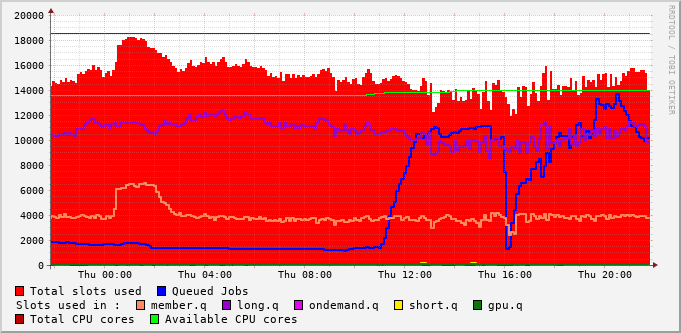 20000
18000
16000
14000
12000
10000
8000
6000
4000
2000
0
Thu 00:00 Thu 04:00 Thu 08:00 Thu 12:00 Thu 16:00 Thu 20:00
RRDTOOL / TOBI OETIKER
Total slots used Queued Jobs
Slots used in : member.q long.q ondemand.q short.q gpu.q
Total CPU cores Available CPU cores